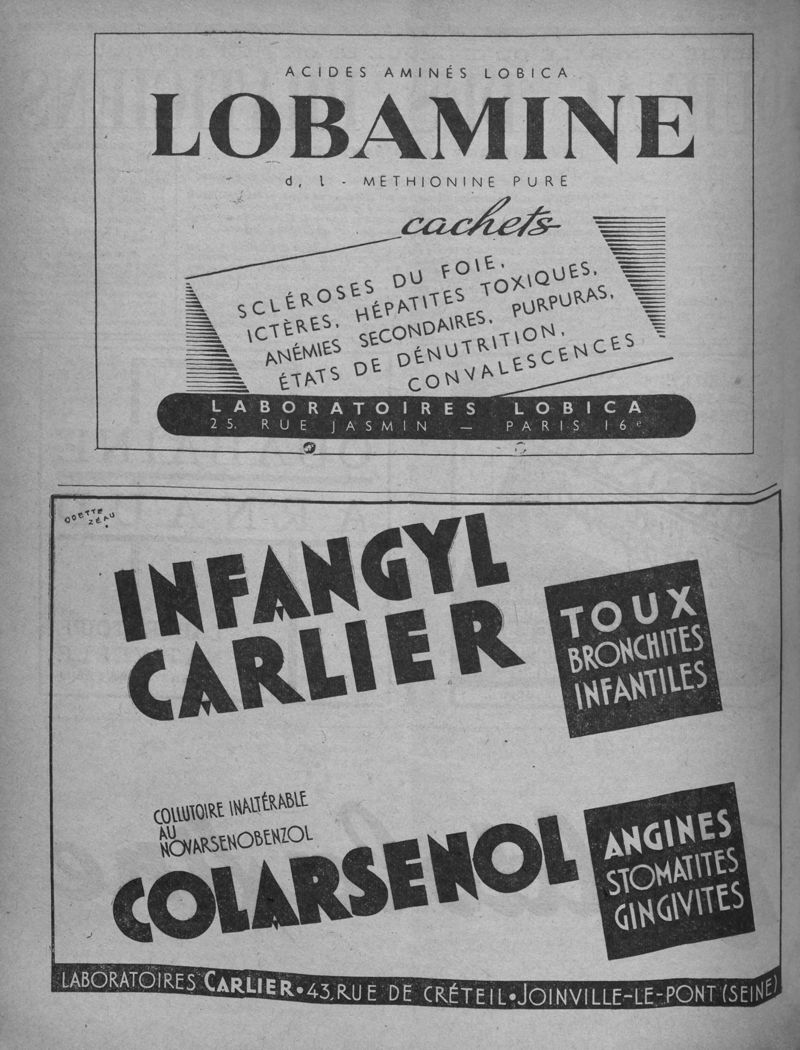 ACIDES AMINÉS LOBICA
LOBAMINE
d, l - METHIONINE PURE
cachets
SCLÉROSES DU FOIE,
ICTÈRES, HÉPATITES TOXIQUES,
ANÉMIES SECONDAIRES, PURPURAS,
ÉTATS DE DÉNUTRITION,
CONVALESCENCES
LABORATOIRES LOBICA
25, RUE JASMIN — PARIS 16e
ODETTE
ZÉAU
INFANGYL
CARLIER
TOUX
BRONCHITES
INFANTILES
COLLUTOIRE INALTÉRABLE
AU
NOVARSENOBENZOL
COLARSENOL
ANGINES
STOMATITES
GINGIVITES
LABORATOIRES CARLIER • 43, RUE DE CRÉTEIL • JOINVILLE-LE-PONT (SEINE)